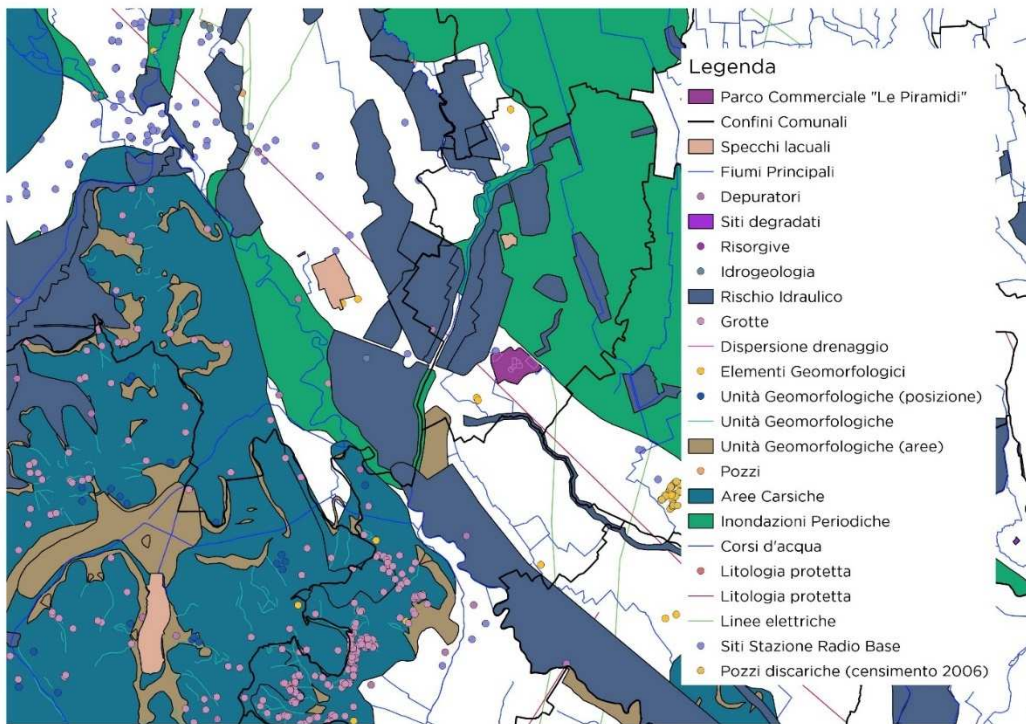 Legenda
Parco Commerciale "Le Piramidi"
Confini Comunali
Specchi lacuali
Fiumi Principali
Depuratori
Siti degradati
Risorgive
Idrogeologia
Rischio Idraulico
Grotte
Dispersione drenaggio
Elementi Geomorfologici
Unità Geomorfologiche (posizione)
Unità Geomorfologiche
Unità Geomorfologiche (aree)
Pozzi
Aree Carsiche
Inondazioni Periodiche
Corsi d'acqua
Litologia protetta
Litologia protetta
Linee elettriche
Siti Stazione Radio Base
Pozzi discariche (censimento 2006)